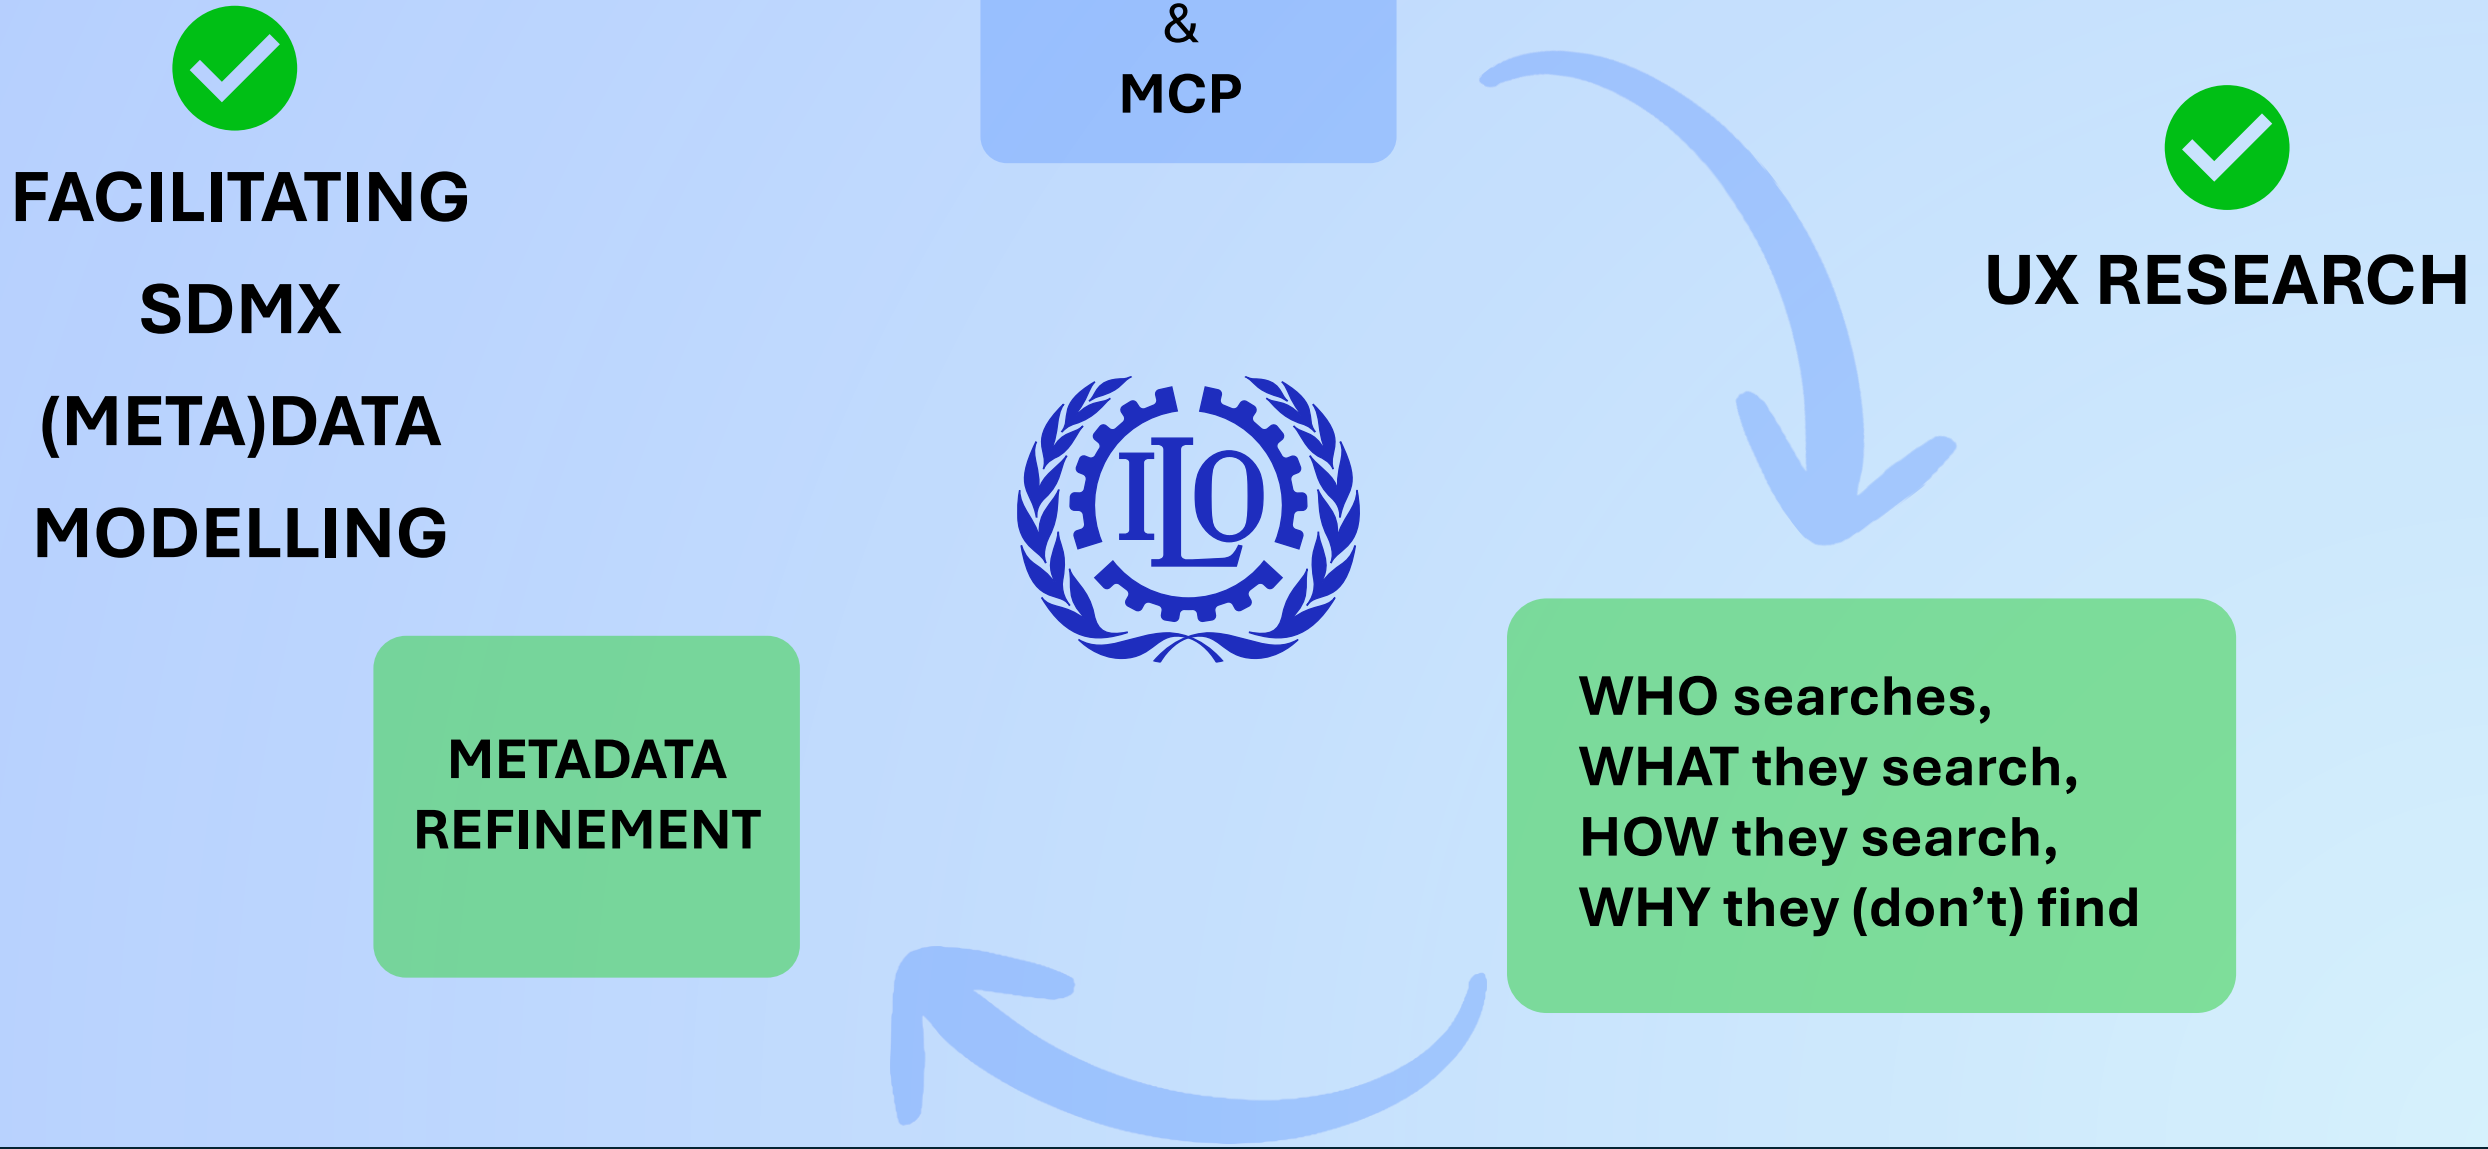 &
MCP
FACILITATING
SDMX
(META)DATA
MODELLING
UX RESEARCH
ILO
METADATA
REFINEMENT
WHO searches,
WHAT they search,
HOW they search,
WHY they (don’t) find